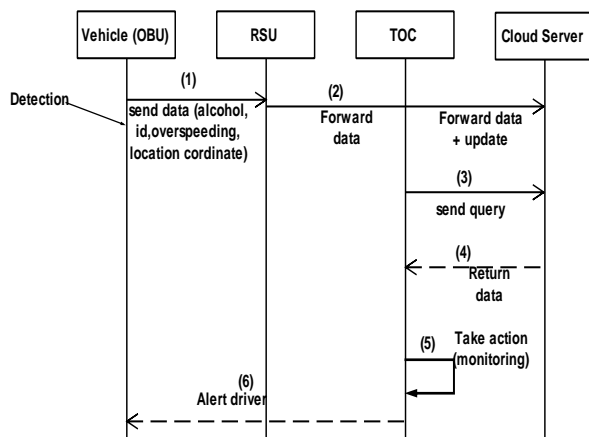 Vehicle (OBU)
RSU
TOC
Cloud Server
(1)
(2)
Detection
send data (alcohol,
id,overspeeding,
location cordinate)
Forward
data
Forward data
+ update
(3)
send query
(4)
Return
data
(5)
Take action
(monitoring)
(6)
Alert driver